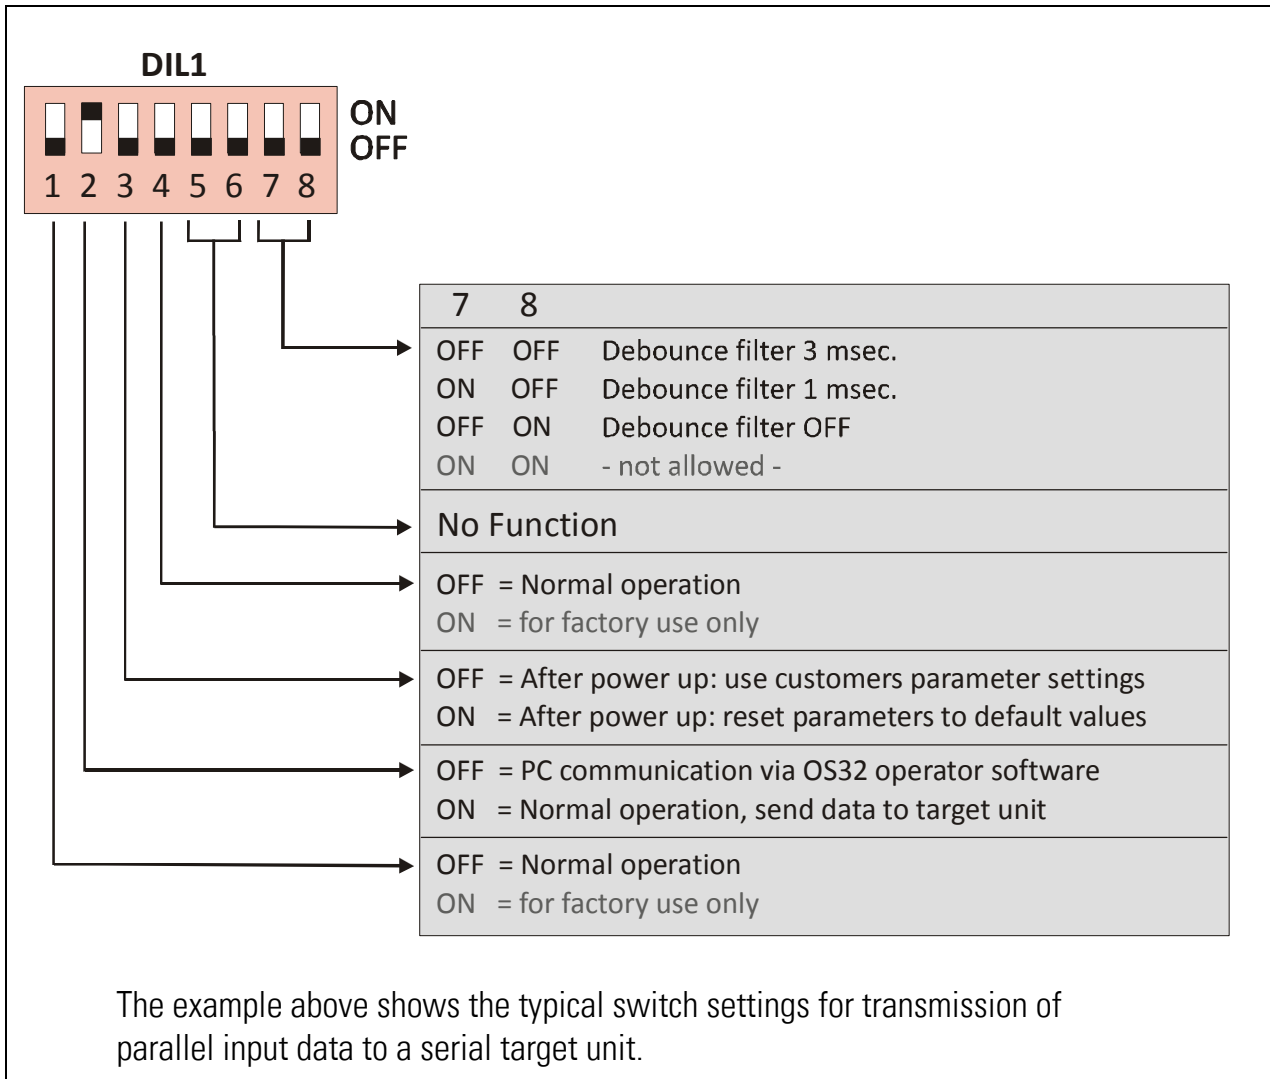 DIL1
ON
OFF
1 2 3 4 5 6 7 8
7 8
OFF OFF Debounce filter 3 msec.
ON OFF Debounce filter 1 msec.
OFF ON Debounce filter OFF
ON ON - not allowed -
No Function
OFF = Normal operation
ON = for factory use only
OFF = After power up: use customers parameter settings
ON = After power up: reset parameters to default values
OFF = PC communication via OS32 operator software
ON = Normal operation, send data to target unit
OFF = Normal operation
ON = for factory use only
The example above shows the typical switch settings for transmission of
parallel input data to a serial target unit.